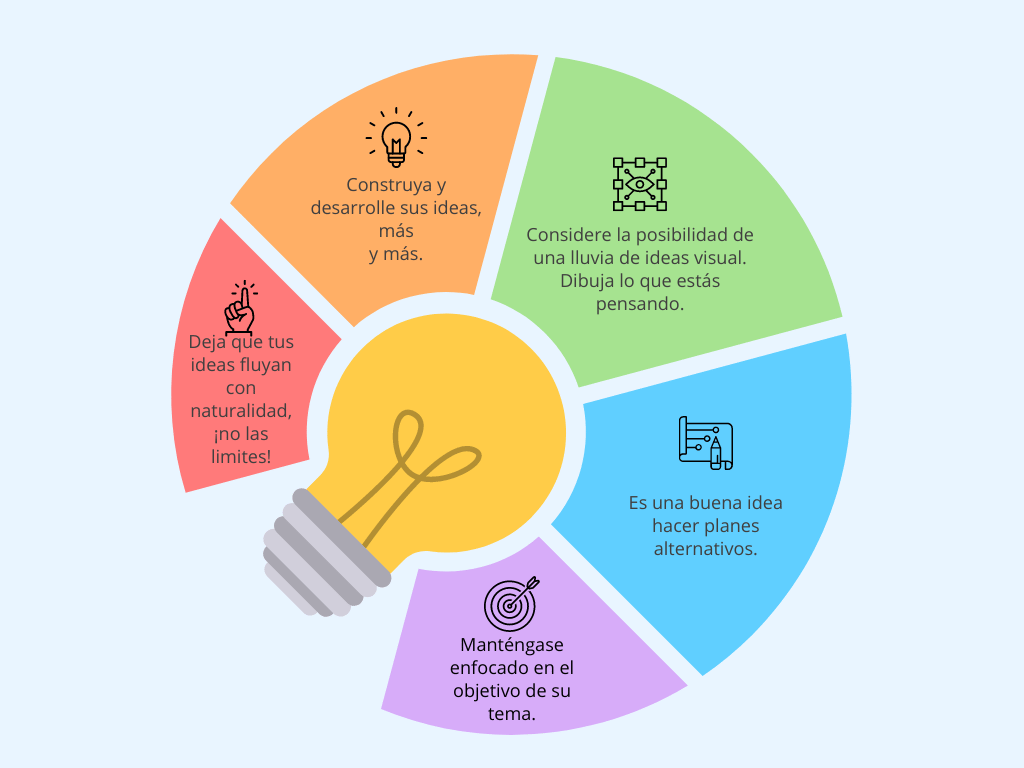 Construya y
desarrolle sus ideas,
más
y más.
Considere la posibilidad de
una lluvia de ideas visual.
Dibuja lo que estás
pensando.
Deja que tus
ideas fluyan
con
naturalidad,
¡no las
limites!
Es una buena idea
hacer planes
alternativos.
Manténgase
enfocado en el
objetivo de su
tema.